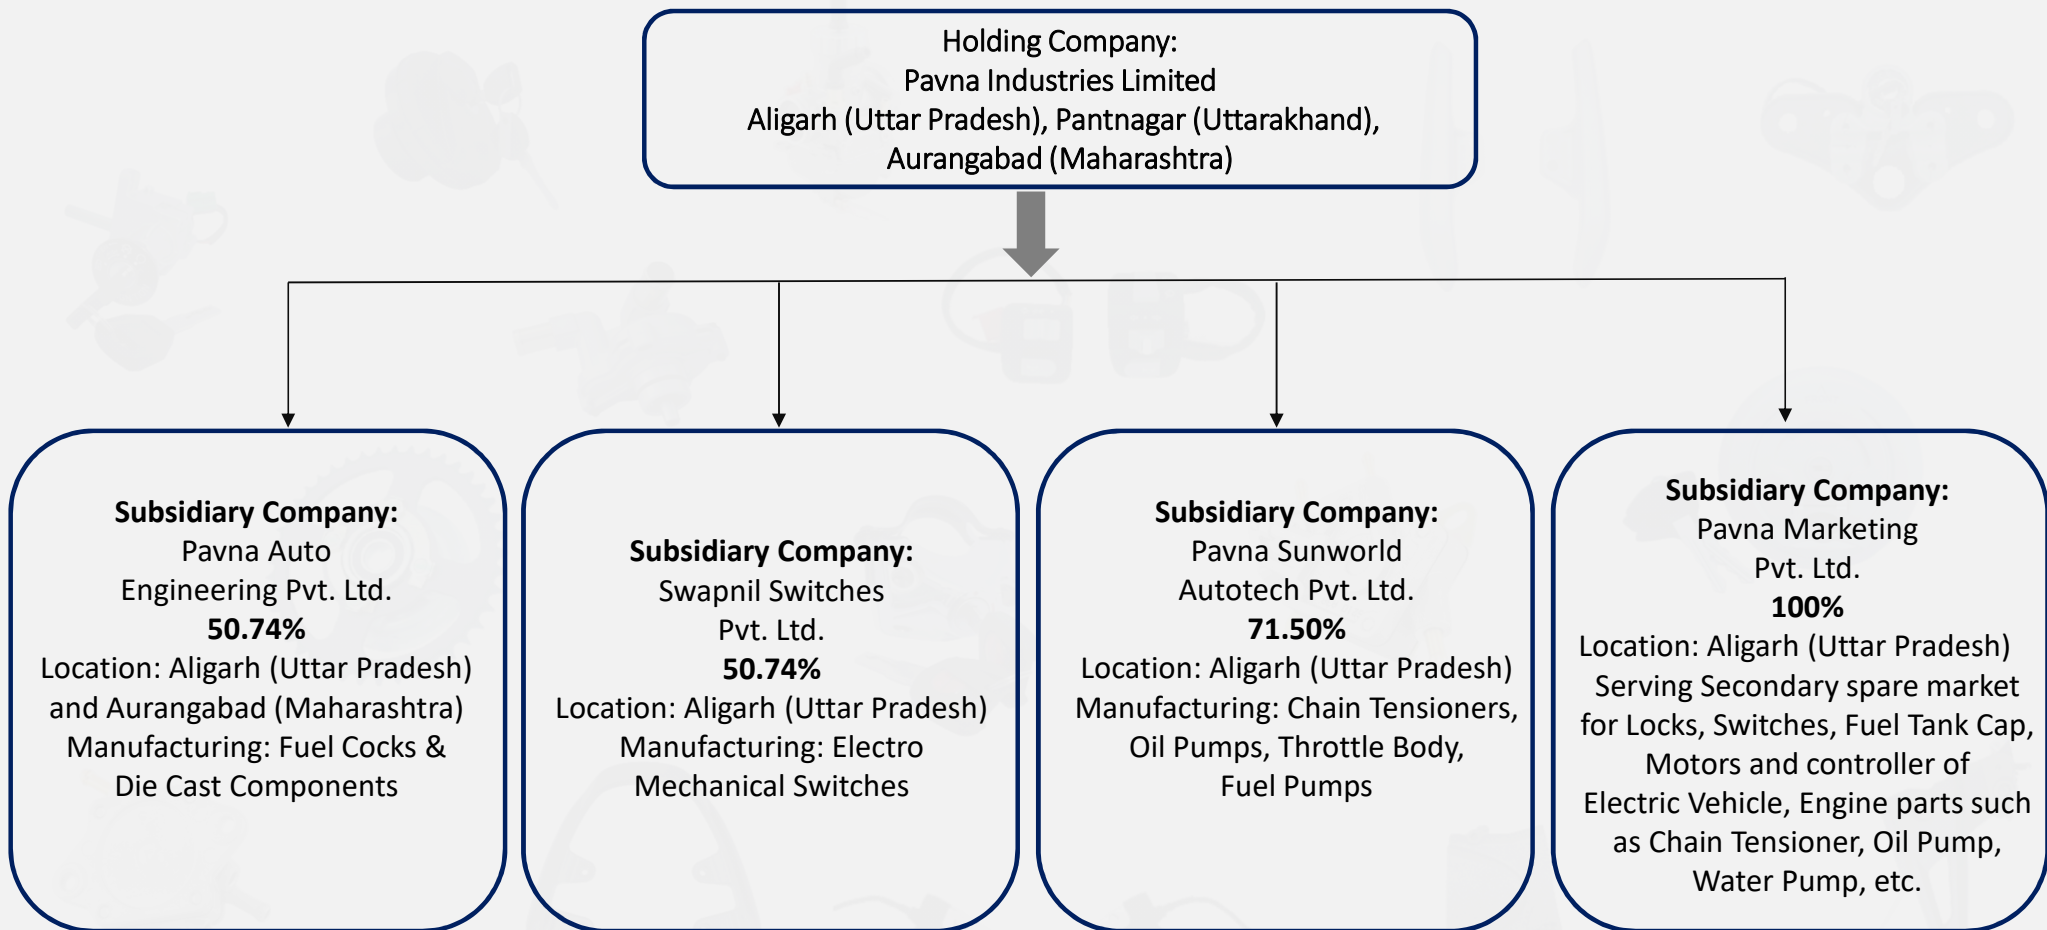 Holding Company:
Pavna Industries Limited
Aligarh (Uttar Pradesh), Pantnagar (Uttarakhand),
Aurangabad (Maharashtra)
Subsidiary Company:
Pavna Auto
Engineering Pvt. Ltd.
50.74%
Location: Aligarh (Uttar Pradesh)
and Aurangabad (Maharashtra)
Manufacturing: Fuel Cocks &
Die Cast Components
Subsidiary Company:
Swapnil Switches
Pvt. Ltd.
50.74%
Location: Aligarh (Uttar Pradesh)
Manufacturing: Electro
Mechanical Switches
Subsidiary Company:
Pavna Sunworld
Autotech Pvt. Ltd.
71.50%
Location: Aligarh (Uttar Pradesh)
Manufacturing: Chain Tensioners,
Oil Pumps, Throttle Body,
Fuel Pumps
Subsidiary Company:
Pavna Marketing
Pvt. Ltd.
100%
Location: Aligarh (Uttar Pradesh)
Serving Secondary spare market
for Locks, Switches, Fuel Tank Cap,
Motors and controller of
Electric Vehicle, Engine parts such
as Chain Tensioner, Oil Pump,
Water Pump, etc.